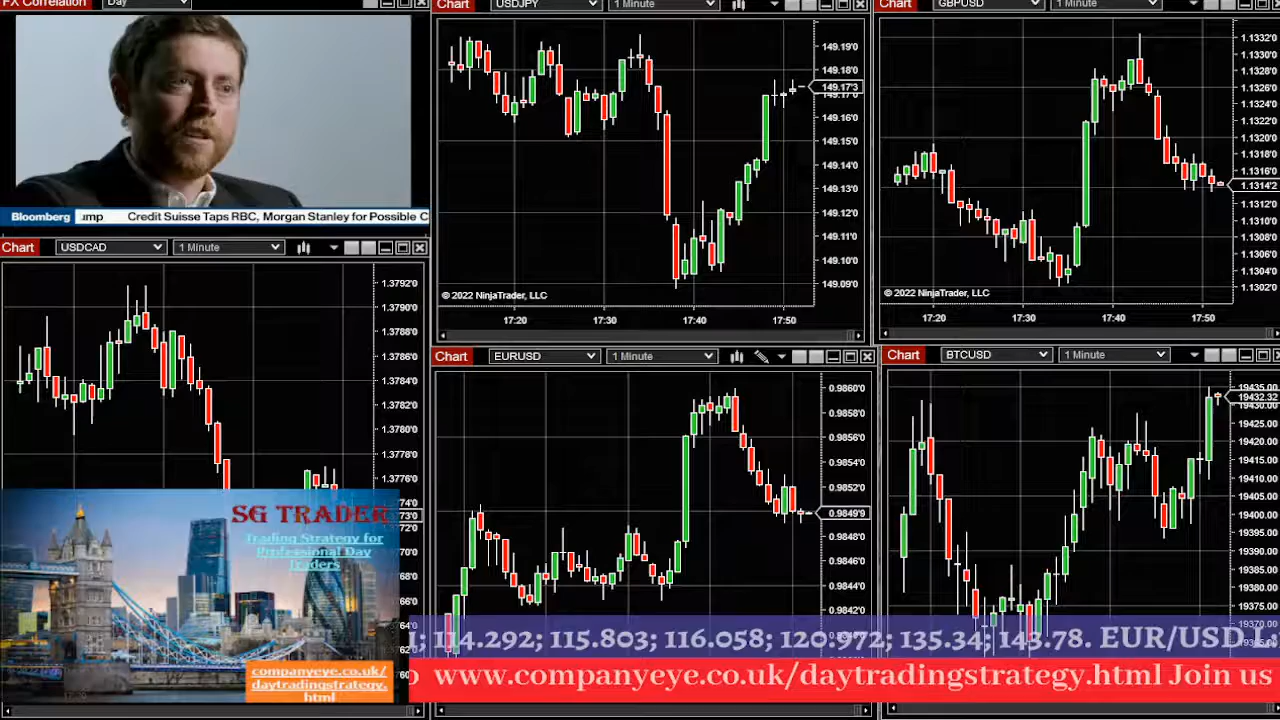 FX Correlation
Day
Bloomberg
ump Credit Suisse Taps RBC, Morgan Stanley for Possible C
Chart
USDJPY
1 Minute
149.19'0
149.18'0
149.17'3
149.16'0
149.15'0
149.14'0
149.13'0
149.12'0
149.11'0
149.10'0
149.09'0
© 2022 NinjaTrader, LLC
17:20
17:30
17:40
17:50
Chart
GBPUSD
1 Minute
1.1332'0
1.1328'0
1.1326'0
1.1322'0
1.1320'0
1.1318'0
1.1316'0
1.1314'2
1.1312'0
1.1310'0
1.1308'0
1.1306'0
1.1304'0
1.1302'0
© 2022 NinjaTrader, LLC
17:20
17:30
17:40
17:50
Chart
USDCAD
1 Minute
1.3792'0
1.3790'0
1.3788'0
1.3786'0
1.3784'0
1.3782'0
1.3780'0
1.3778'0
1.3776'0
SG TRADER
Trading Strategy for
Professional Day
Traders
companyeye.co.uk/
daytradingstrategy.
html
Chart
EURUSD
1 Minute
0.9860'0
0.9858'0
0.9856'0
0.9854'0
0.9852'0
0.9849'9
0.9848'0
0.9846'0
0.9844'0
0.9842'0
Chart
BTCUSD
1 Minute
19435.00
19432.32
19430.00
19425.00
19420.00
19415.00
19410.00
19405.00
19400.00
19395.00
19390.00
19385.00
19380.00
19375.00
19370.00
114.292; 115.803; 116.058; 120.972; 135.34; 143.78. EUR/USD
www.companyeye.co.uk/daytradingstrategy.html Join us